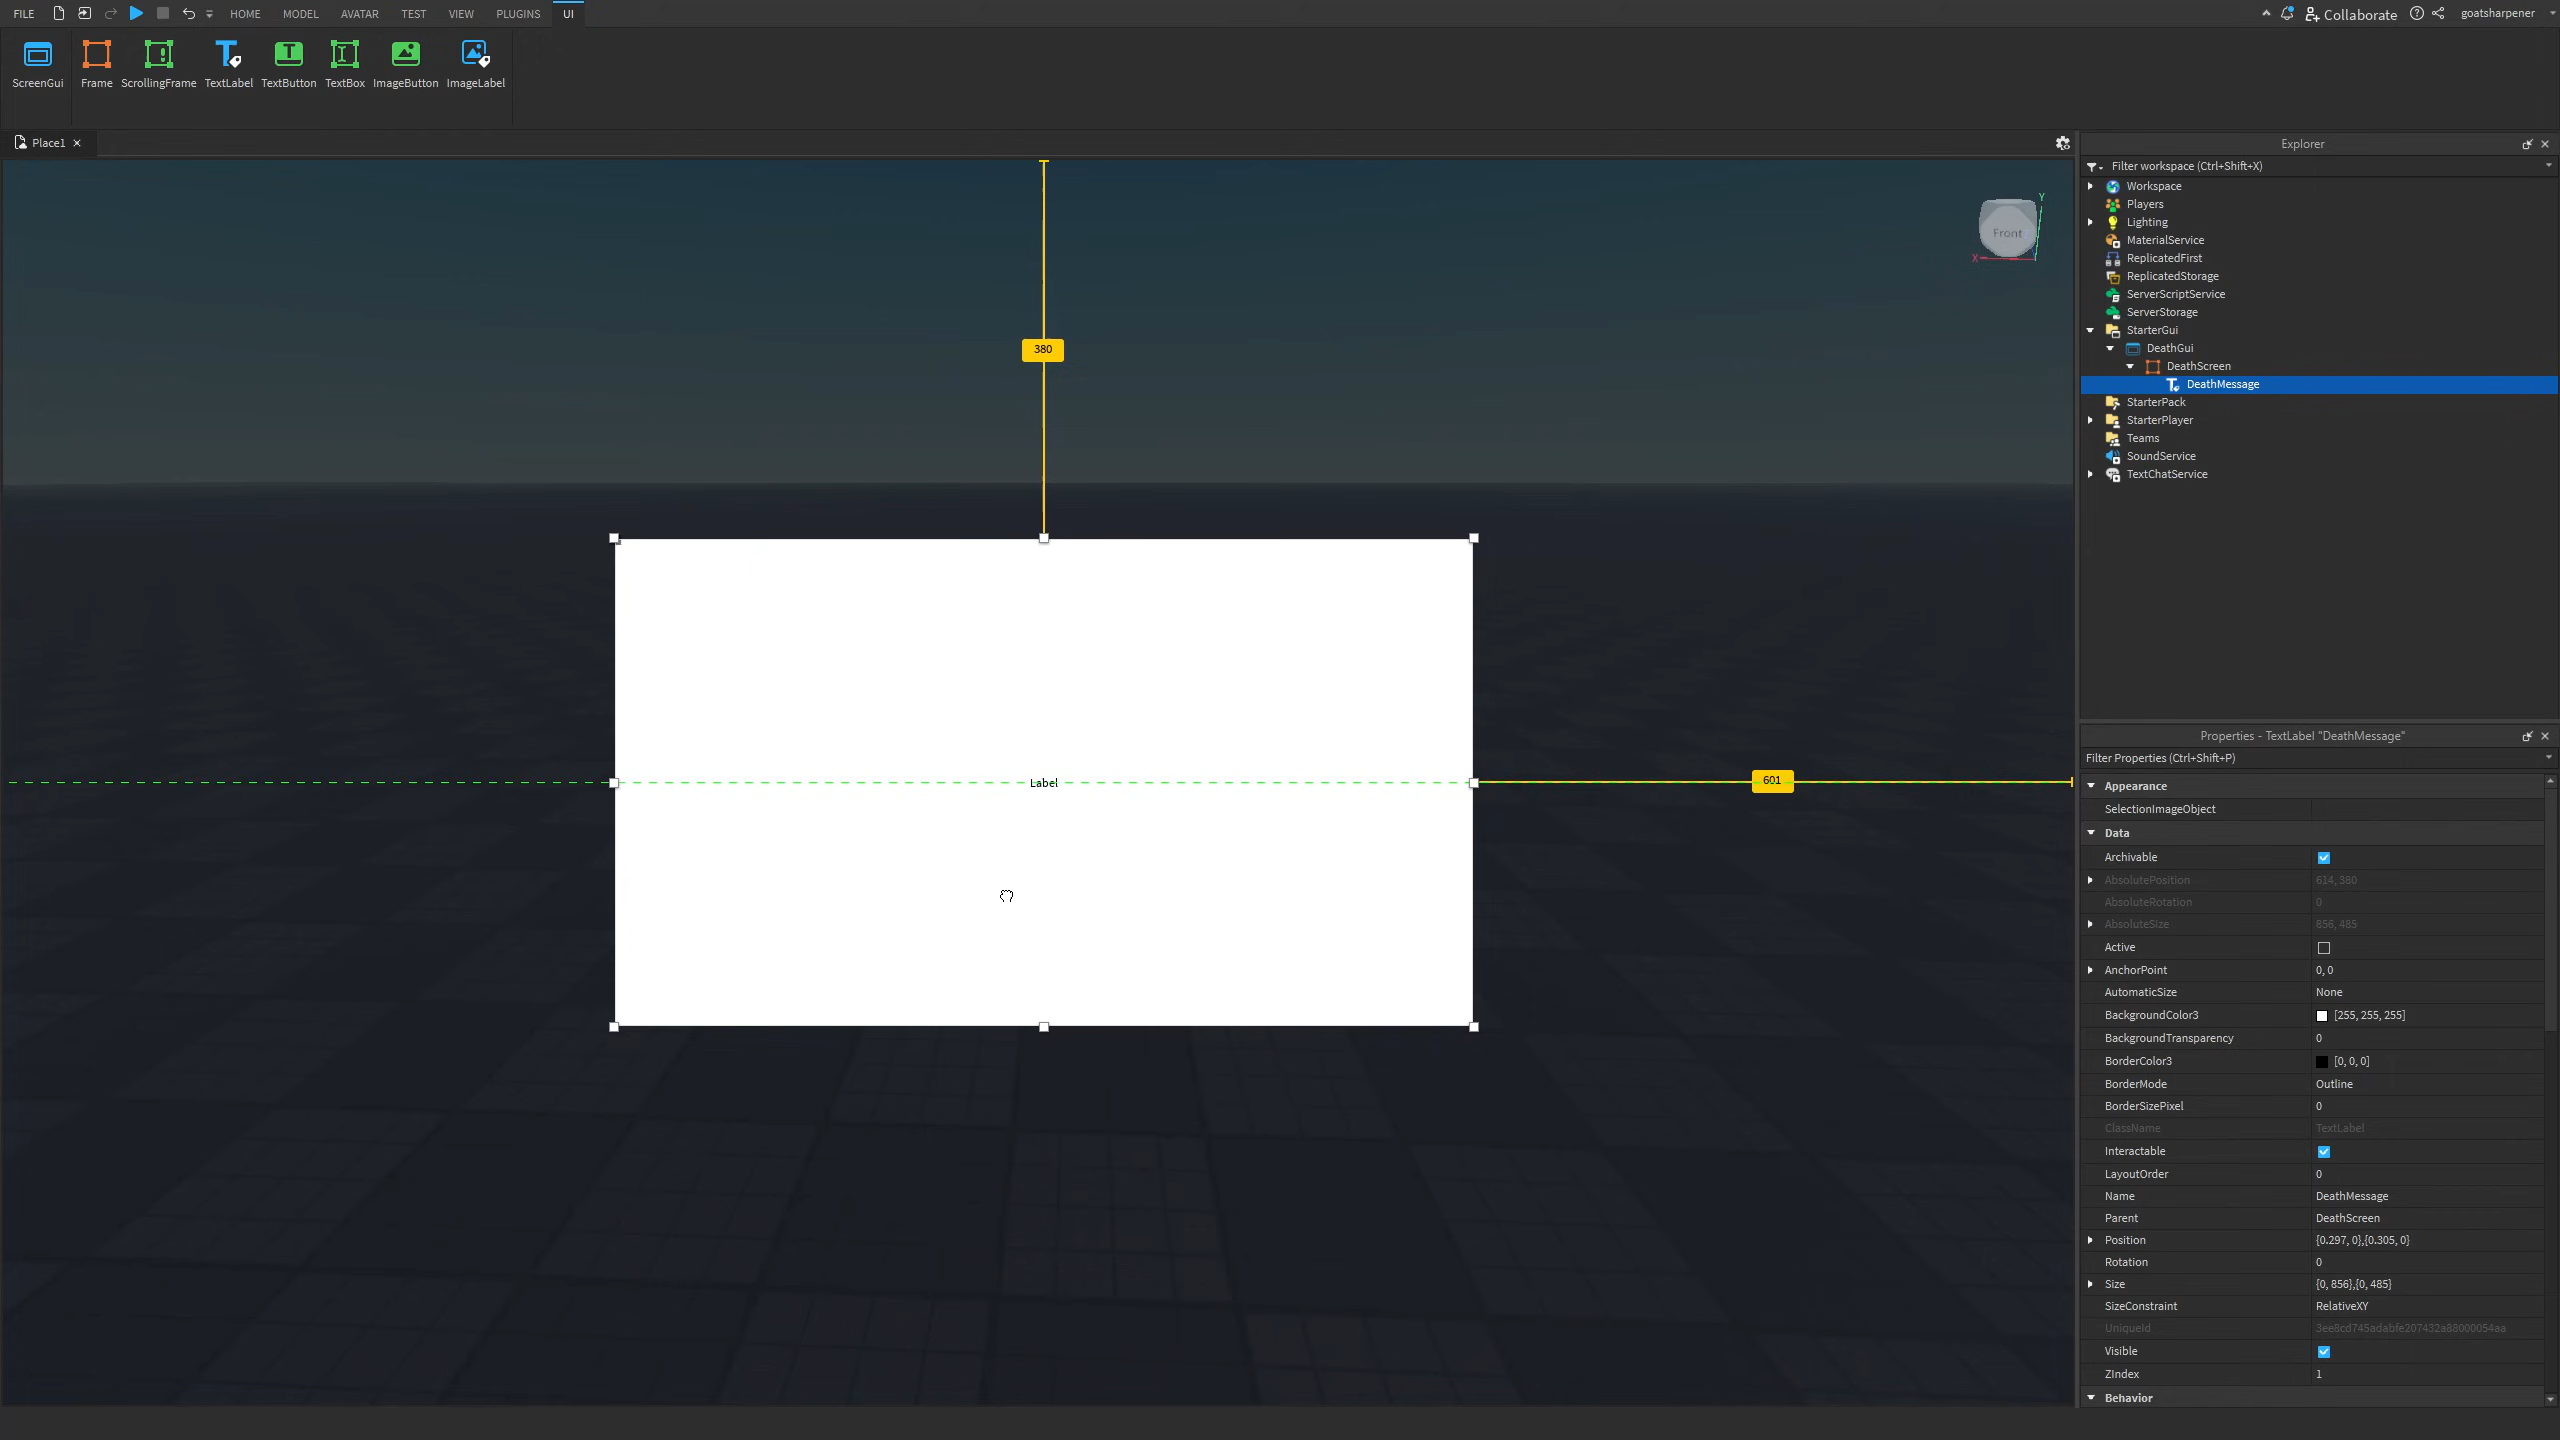 FILE HOME MODEL AVATAR TEST VIEW PLUGINS UI Collaborate goatsharpener
ScreenGui Frame ScrollingFrame TextLabel TextButton TextBox ImageButton ImageLabel
Place1
Front
X
Y
380
Label
601
Explorer
Filter workspace (Ctrl+Shift+X)
Workspace
Players
Lighting
MaterialService
ReplicatedFirst
ReplicatedStorage
ServerScriptService
ServerStorage
StarterGui
DeathGui
DeathScreen
DeathMessage
StarterPack
StarterPlayer
Teams
SoundService
TextChatService
Properties - TextLabel "DeathMessage"
Filter Properties (Ctrl+Shift+P)
Appearance
SelectionImageObject
Data
Archivable
AbsolutePosition 614, 380
AbsoluteRotation 0
AbsoluteSize 856, 485
Active
AnchorPoint 0, 0
AutomaticSize None
BackgroundColor3 [255, 255, 255]
BackgroundTransparency 0
BorderColor3 [0, 0, 0]
BorderMode Outline
BorderSizePixel 0
ClassName TextLabel
Interactable
LayoutOrder 0
Name DeathMessage
Parent DeathScreen
Position {0.297, 0},{0.305, 0}
Rotation 0
Size {0, 856},{0, 485}
SizeConstraint RelativeXY
UniqueId 3ee8cd745adabfe207432a88000054aa
Visible
ZIndex 1
Behavior